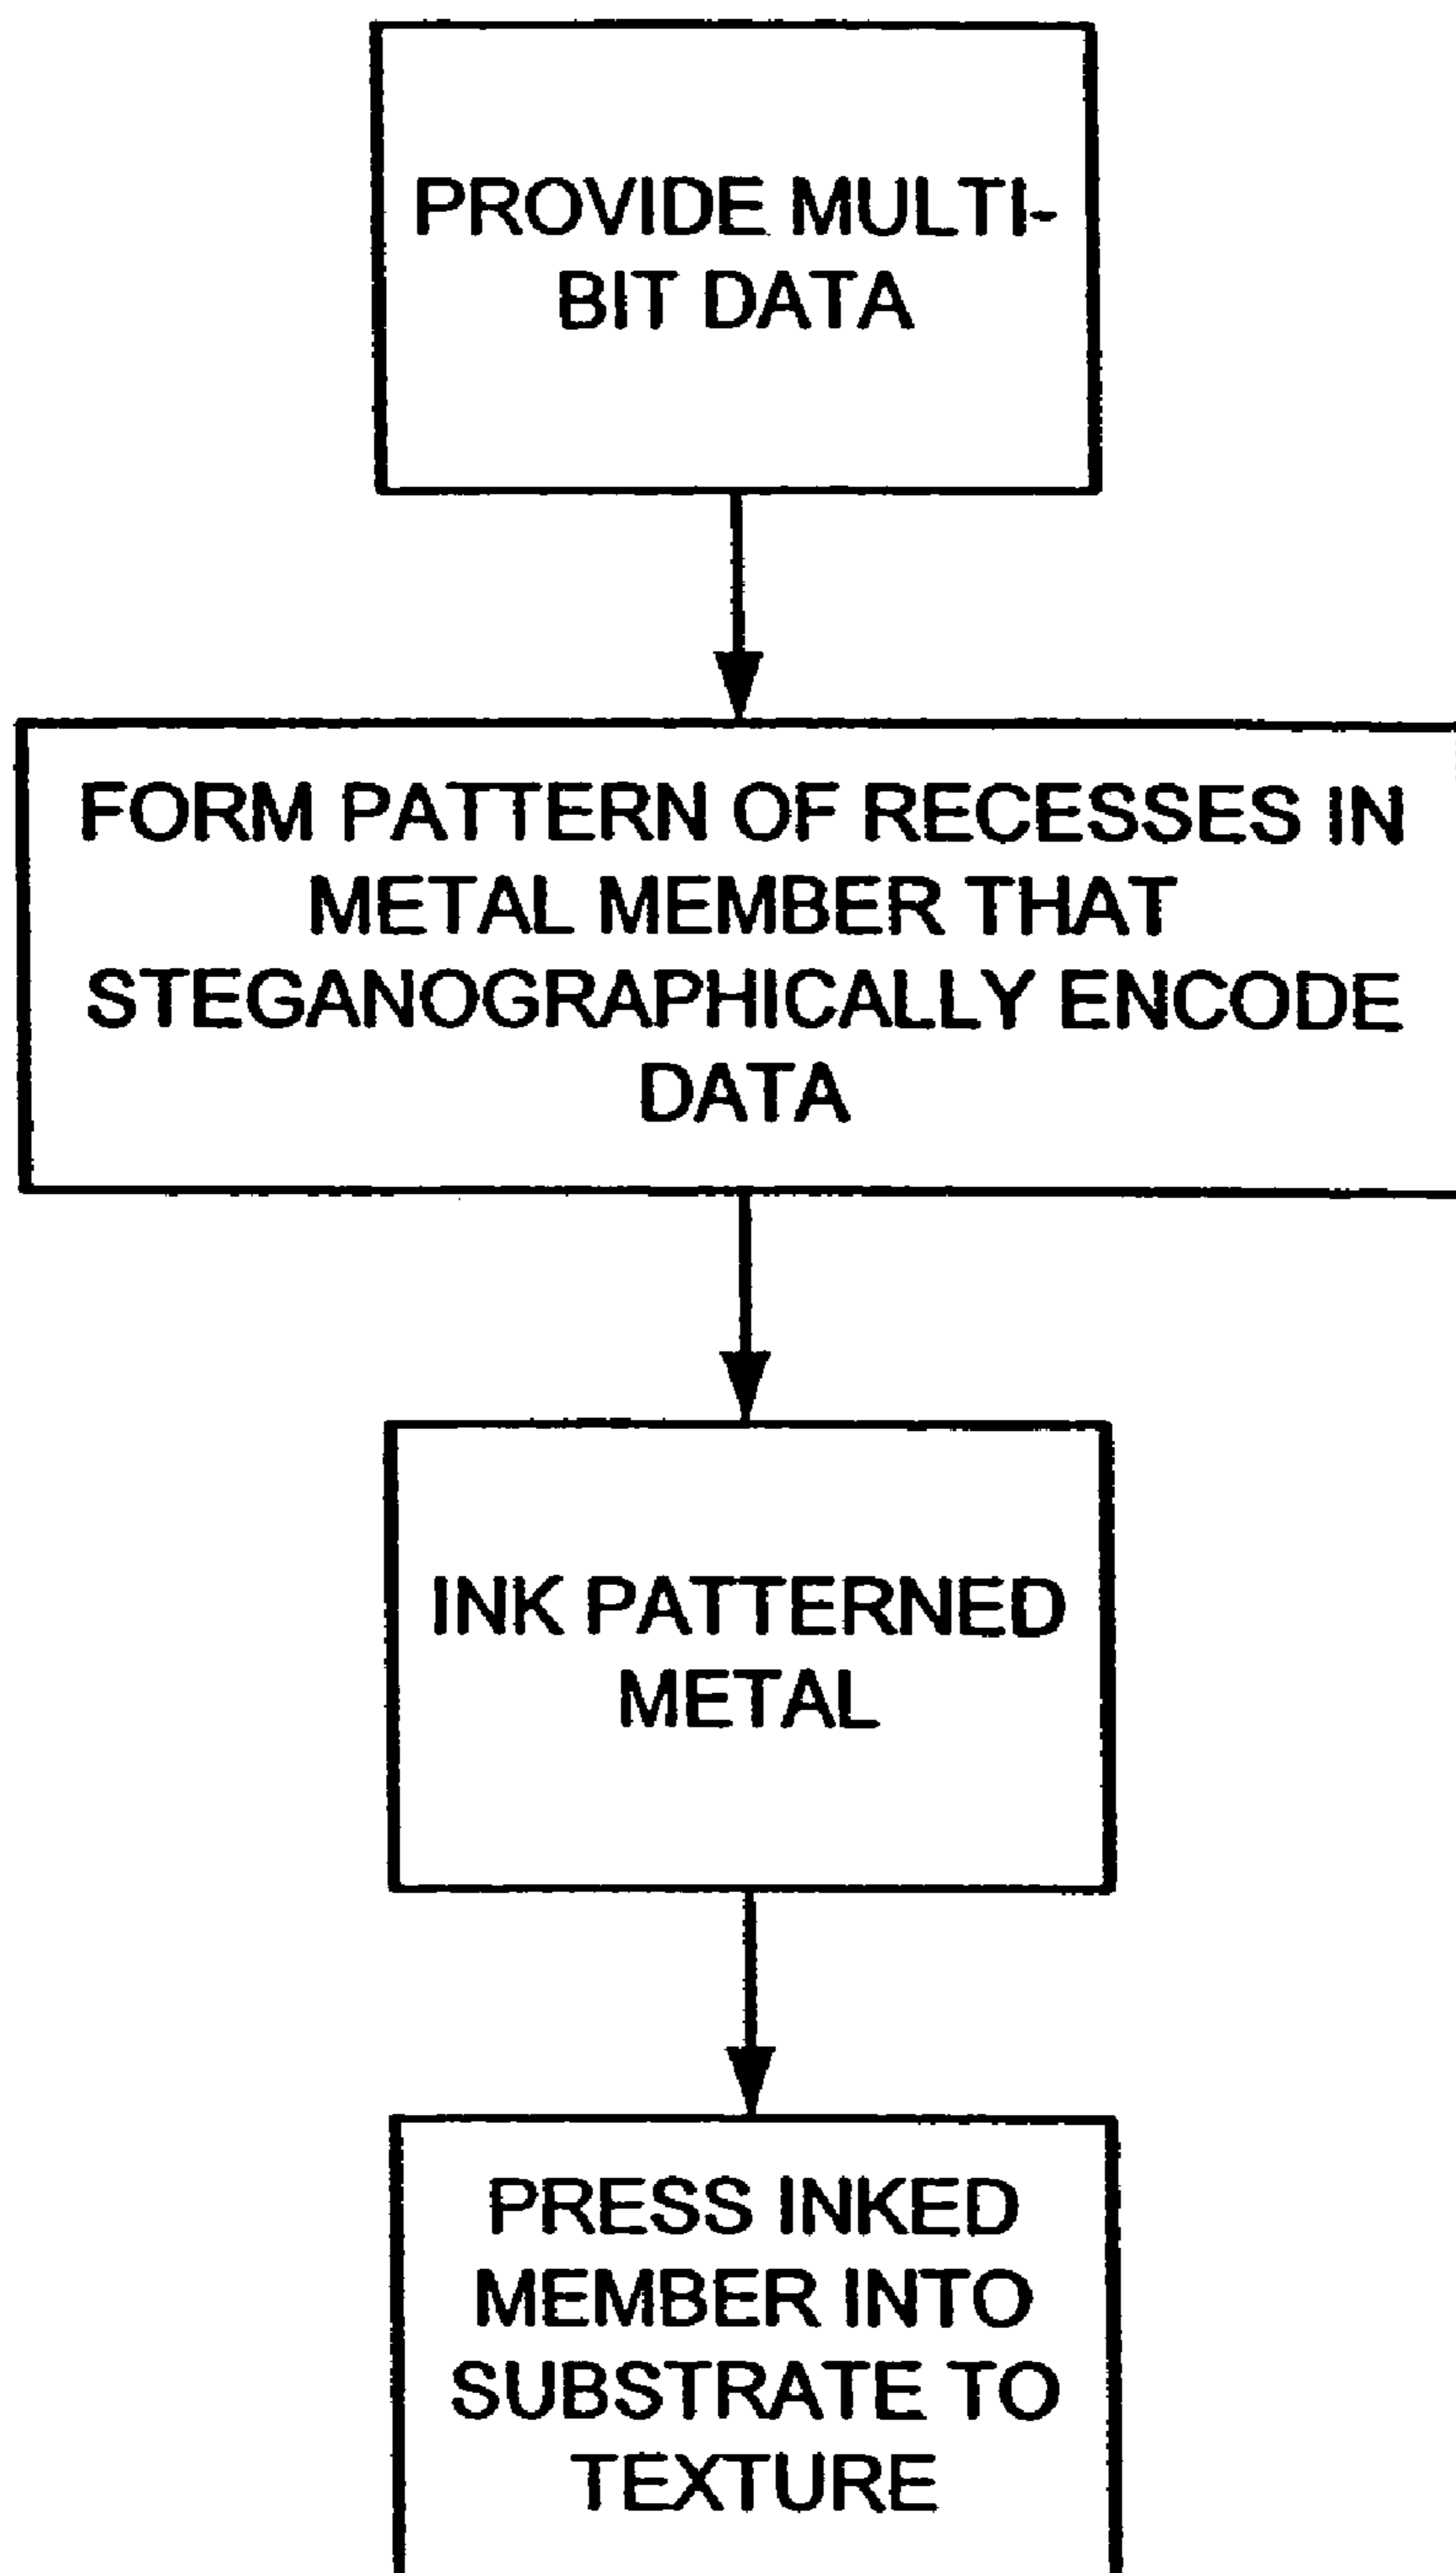 PROVIDE MULTI-
BIT DATA
FORM PATTERN OF RECESSES IN
METAL MEMBER THAT
STEGANOGRAPHICALLY ENCODE
DATA
INK PATTERNED
METAL
PRESS INKED
MEMBER INTO
SUBSTRATE TO
TEXTURE